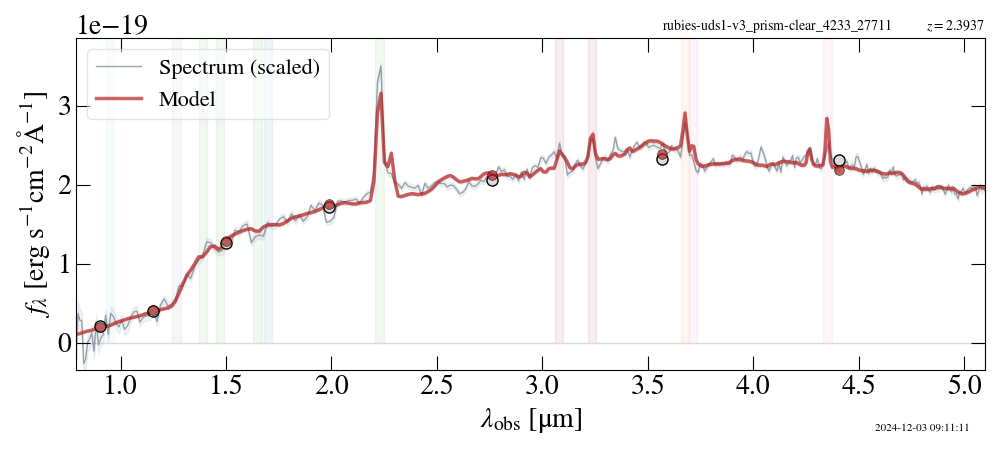 1e−19
rubies-uds1-v3_prism-clear_4233_27711 z = 2.3937
Spectrum (scaled)
Model
fλ [erg s⁻¹ cm⁻² Å⁻¹]
3
2
1
0
1.0 1.5 2.0 2.5 3.0 3.5 4.0 4.5 5.0
λobs [μm]
2024-12-03 09:11:11